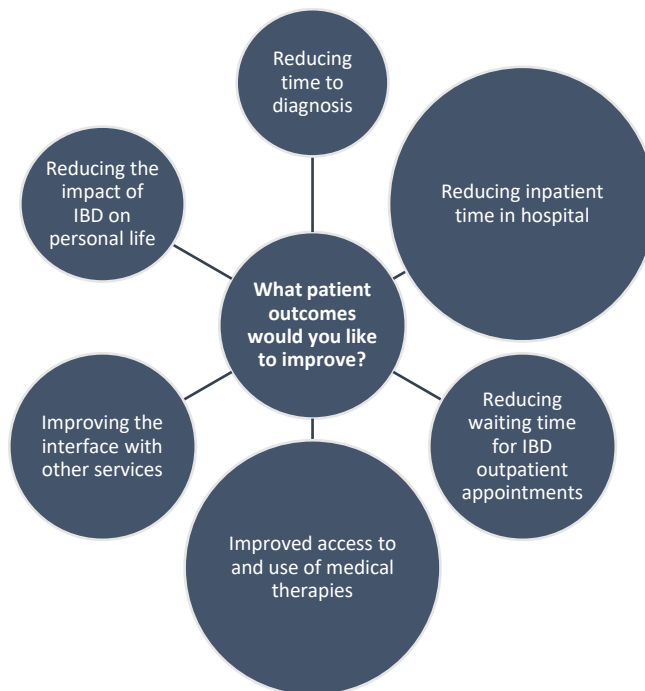 Reducing
time to
diagnosis
Reducing the
impact of
IBD on
personal life
Reducing inpatient
time in hospital
What patient
outcomes
would you like
to improve?
Improving the
interface with
other services
Reducing
waiting time
for IBD
outpatient
appointments
Improved access to
and use of medical
therapies